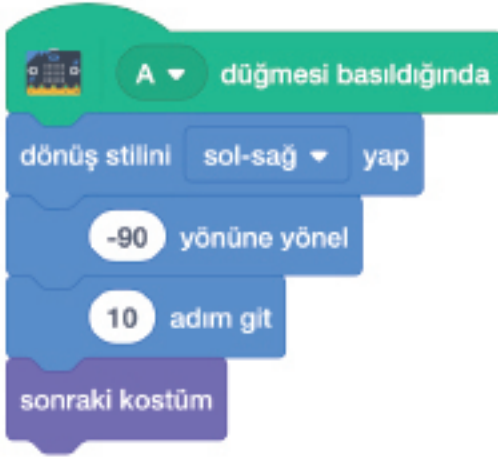 A düğmesi basıldığında
dönüş stilini sol-sağ yap
-90 yönüne yönel
10 adım git
sonraki kostüm